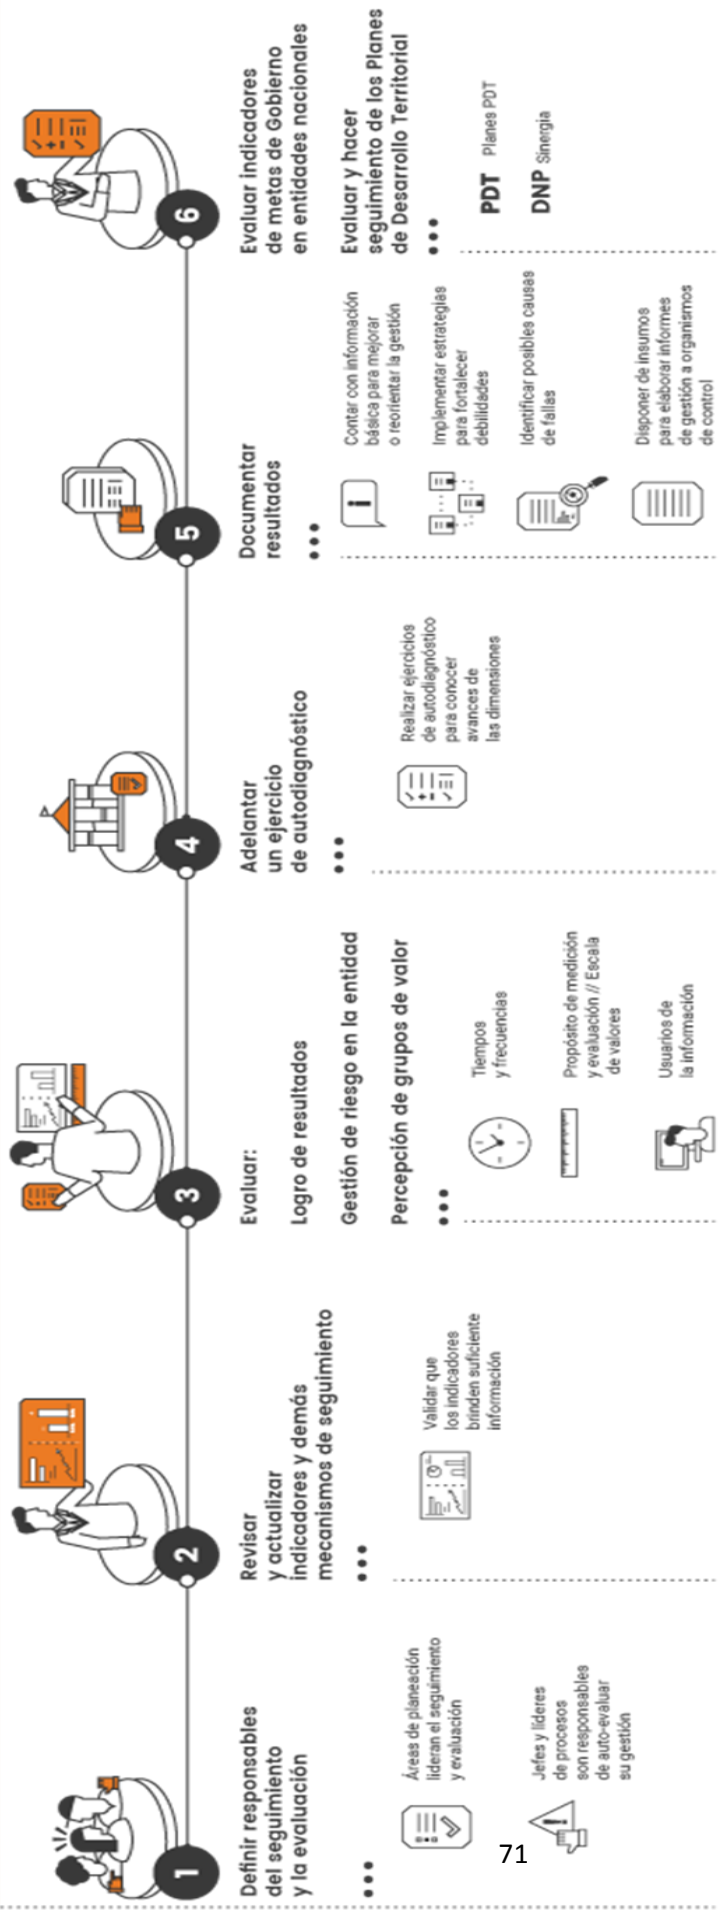 1
Definir responsables
del seguimiento
y la evaluación
Áreas de planeación
lideran el seguimiento
y evaluación
Jefes y líderes
de procesos
son responsables
de auto-evaluar
su gestión
2
Revisar
y actualizar
indicadores y demás
mecanismos de seguimiento
Validar que
los indicadores
brinden suficiente
información
3
Evaluar:
Logro de resultados
Gestión de riesgo en la entidad
Percepción de grupos de valor
Tiempos
y frecuencias
Propósito de medición
y evaluación // Escala
de valores
Usuarios de
la información
4
Adelantar
un ejercicio
de autodiagnóstico
Realizar ejercicios
de autodiagnóstico
para conocer
avances de
las dimensiones
5
Documentar
resultados
Contar con información
básica para mejorar
o reorientar la gestión
Implementar estrategias
para fortalecer
debilidades
Identificar posibles causas
de fallas
Disponer de insumos
para elaborar informes
de gestión a organismos
de control
6
Evaluar indicadores
de metas de Gobierno
en entidades nacionales
Evaluar y hacer
seguimiento de los Planes
de Desarrollo Territorial
PDT Planes PDT
DNP Sinergia
71